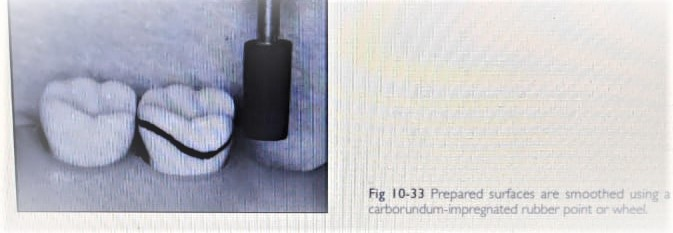 Fig 10-33 Prepared surfaces are smoothed using a
carborundum-impregnated rubber point or wheel.